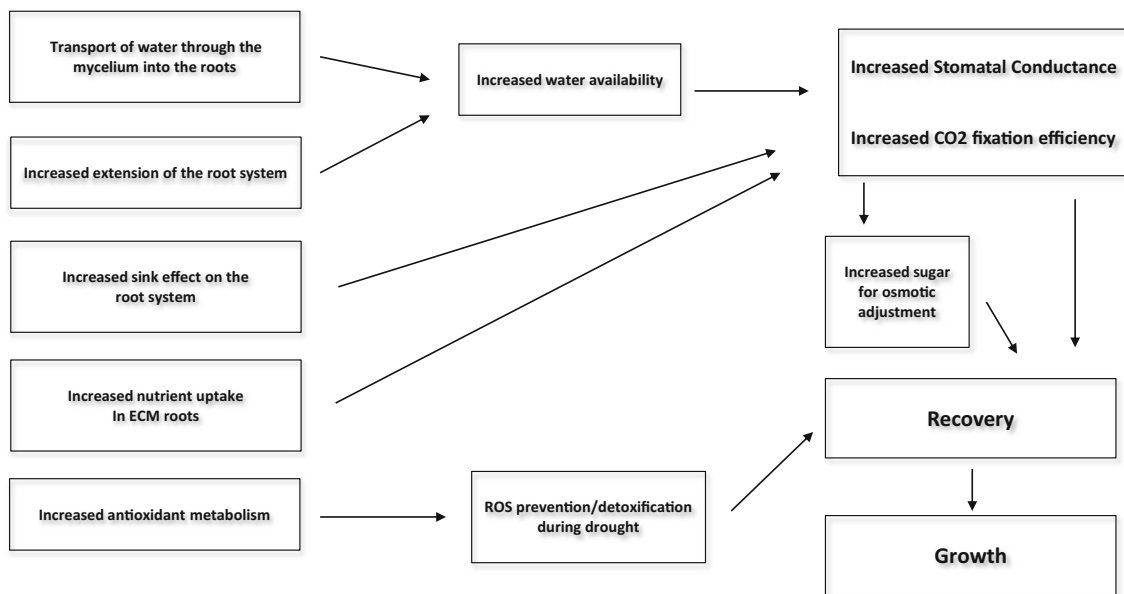 Transport of water through the
mycelium into the roots
Increased extension of the root system
Increased sink effect on the
root system
Increased nutrient uptake
In ECM roots
Increased antioxidant metabolism
Increased water availability
ROS prevention/detoxification
during drought
Increased Stomatal Conductance
Increased CO2 fixation efficiency
Increased sugar
for osmotic
adjustment
Recovery
Growth